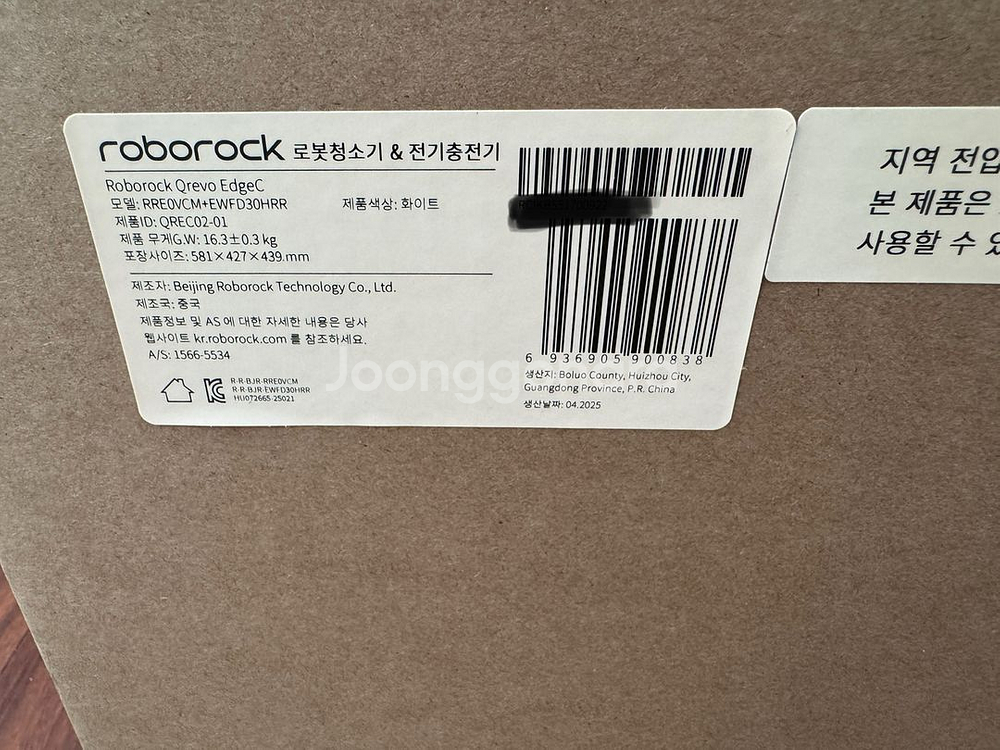 roborock 로봇청소기 & 전기충전기
Roborock Qrevo EdgeC
모델: RRE0VCM+EWFD30HRR 제품색상: 화이트
제품ID: QREC02-01
제품 무게G.W: 16.3±0.3 kg
포장사이즈: 581×427×439.mm
제조자: Beijing Roborock Technology Co., Ltd.
제조국: 중국
제품정보 및 AS 에 대한 자세한 내용은 당사
웹사이트 kr.roborock.com 를 참조하세요.
A/S: 1566-5534
R-R-BJR-RRE0VCM
R-R-BJR-EWFD30HRR
HU072665-25021
6 936905 900838
생산지: Boluo County, Huizhou City,
Guangdong Province, P.R. China
생산날짜: 04.2025
지역 전압
본 제품은
사용할 수
Joongg